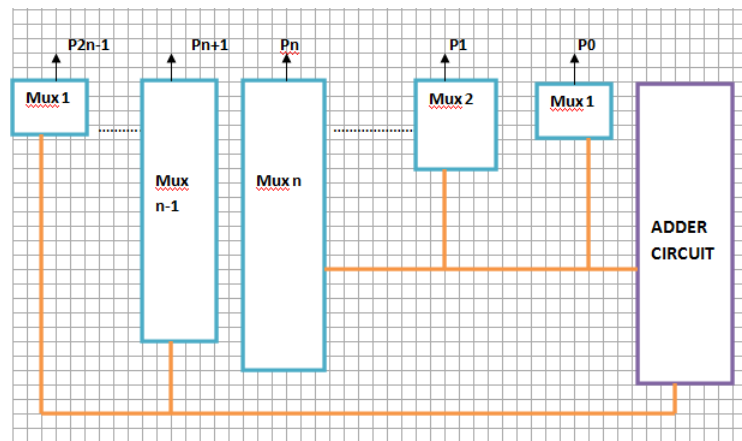 P2n-1 Pn+1 Pn P1 P0
Mux 1 Mux 2 Mux 1
Mux
n-1
Mux n
ADDER
CIRCUIT